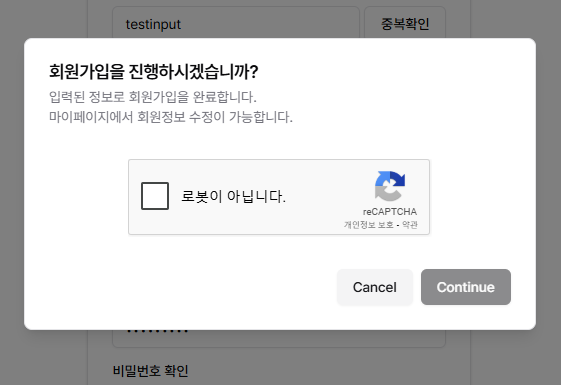 testinput
중복확인
회원가입을 진행하시겠습니까?
입력된 정보로 회원가입을 완료합니다.
마이페이지에서 회원정보 수정이 가능합니다.
로봇이 아닙니다.
reCAPTCHA
개인정보 보호 - 약관
Cancel
Continue
비밀번호 확인